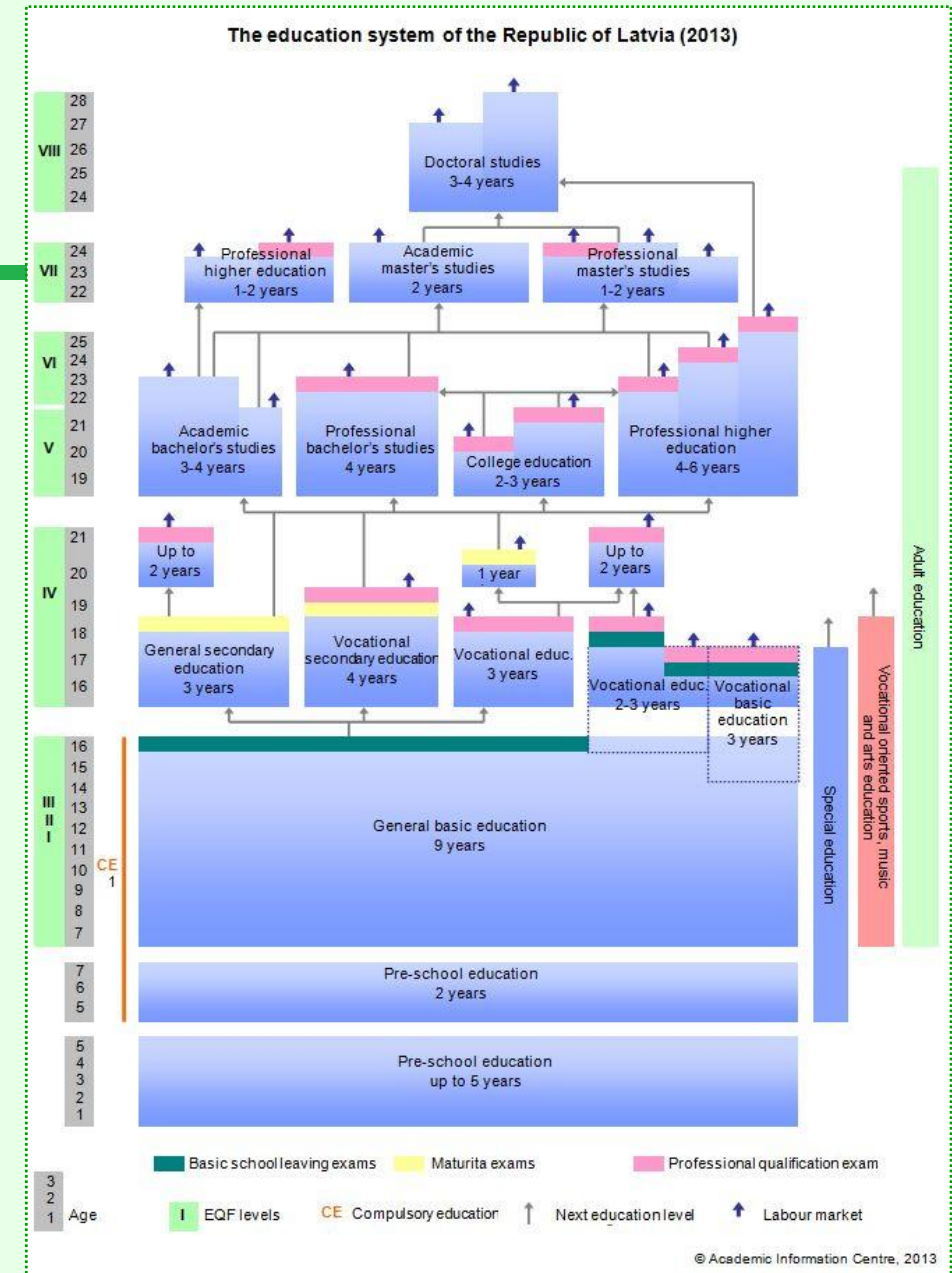 The education system of the Republic of Latvia (2013)
VIII
28
27
26
25
24
Doctoral studies
3-4 years
VII
24
23
22
Professional
higher education
1-2 years
Academic
master's studies
2 years
Professional
master's studies
1-2 years
VI
V
25
24
23
22
21
20
19
Academic
bachelor's studies
3-4 years
Professional
bachelor's studies
4 years
College education
2-3 years
Professional higher
education
4-6 years
IV
21
20
19
18
17
16
Up to
2 years
1 year
Up to
2 years
General secondary
education
3 years
Vocational
secondary education
4 years
Vocational educ.
3 years
Vocational educ.
2-3 years
Vocational
basic
education
3 years
III
II
I
16
15
14
13
12
11
10
9
8
7
CE
1
General basic education
9 years
7
6
5
Pre-school education
2 years
5
4
3
2
1
Pre-school education
up to 5 years
Special education
Vocational oriented sports, music
and arts education
Adult education
Basic school leaving exams
Maturita exams
Professional qualification exam
3
2
1
Age
I
EQF levels
CE
Compulsory education
Next education level
Labour market
© Academic Information Centre, 2013